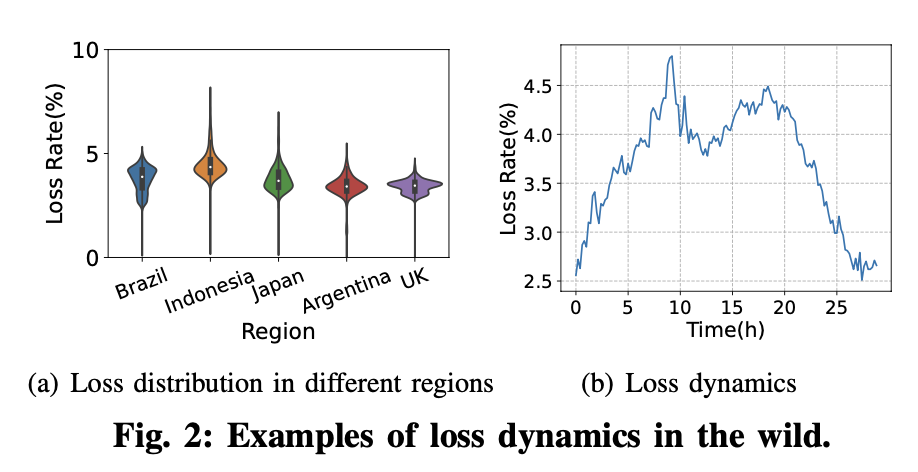 10
5
0
Loss Rate(%)
Brazil
Indonesia
Japan
Argentina
UK
Region
4.5
4.0
3.5
3.0
2.5
Loss Rate(%)
0 5 10 15 20 25
Time(h)
(a) Loss distribution in different regions
(b) Loss dynamics
Fig. 2: Examples of loss dynamics in the wild.